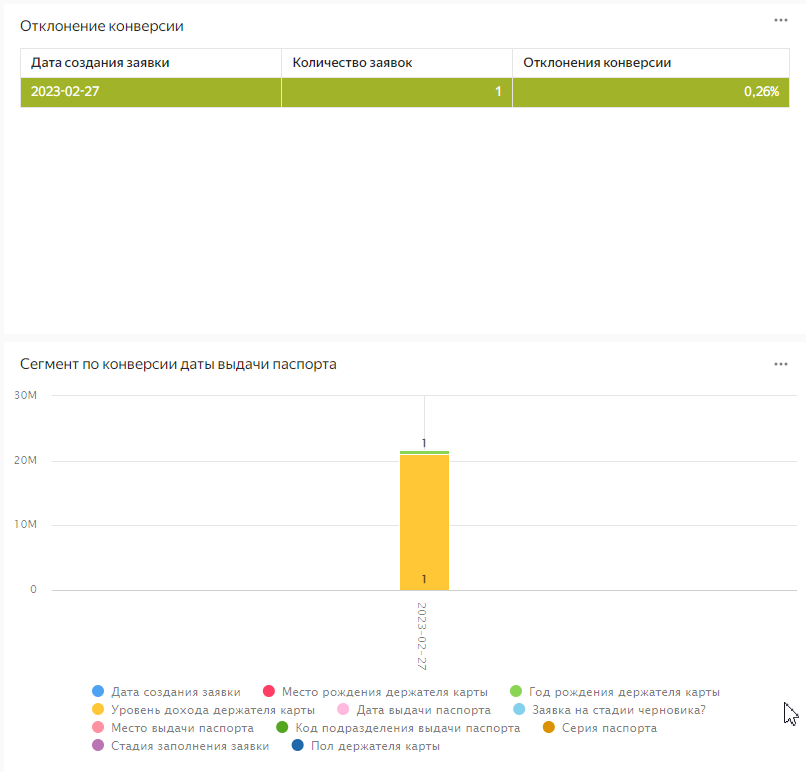 Отклонение конверсии
Дата создания заявки Количество заявок Отклонения конверсии
2023-02-27 1 0,26%
Сегмент по конверсии даты выдачи паспорта
30M
1
20M
10M
1
0
2023-02-27
Дата создания заявки Место рождения держателя карты Год рождения держателя карты
Уровень дохода держателя карты Дата выдачи паспорта Заявка на стадии черновика?
Место выдачи паспорта Код подразделения выдачи паспорта Серия паспорта
Стадия заполнения заявки Пол держателя карты